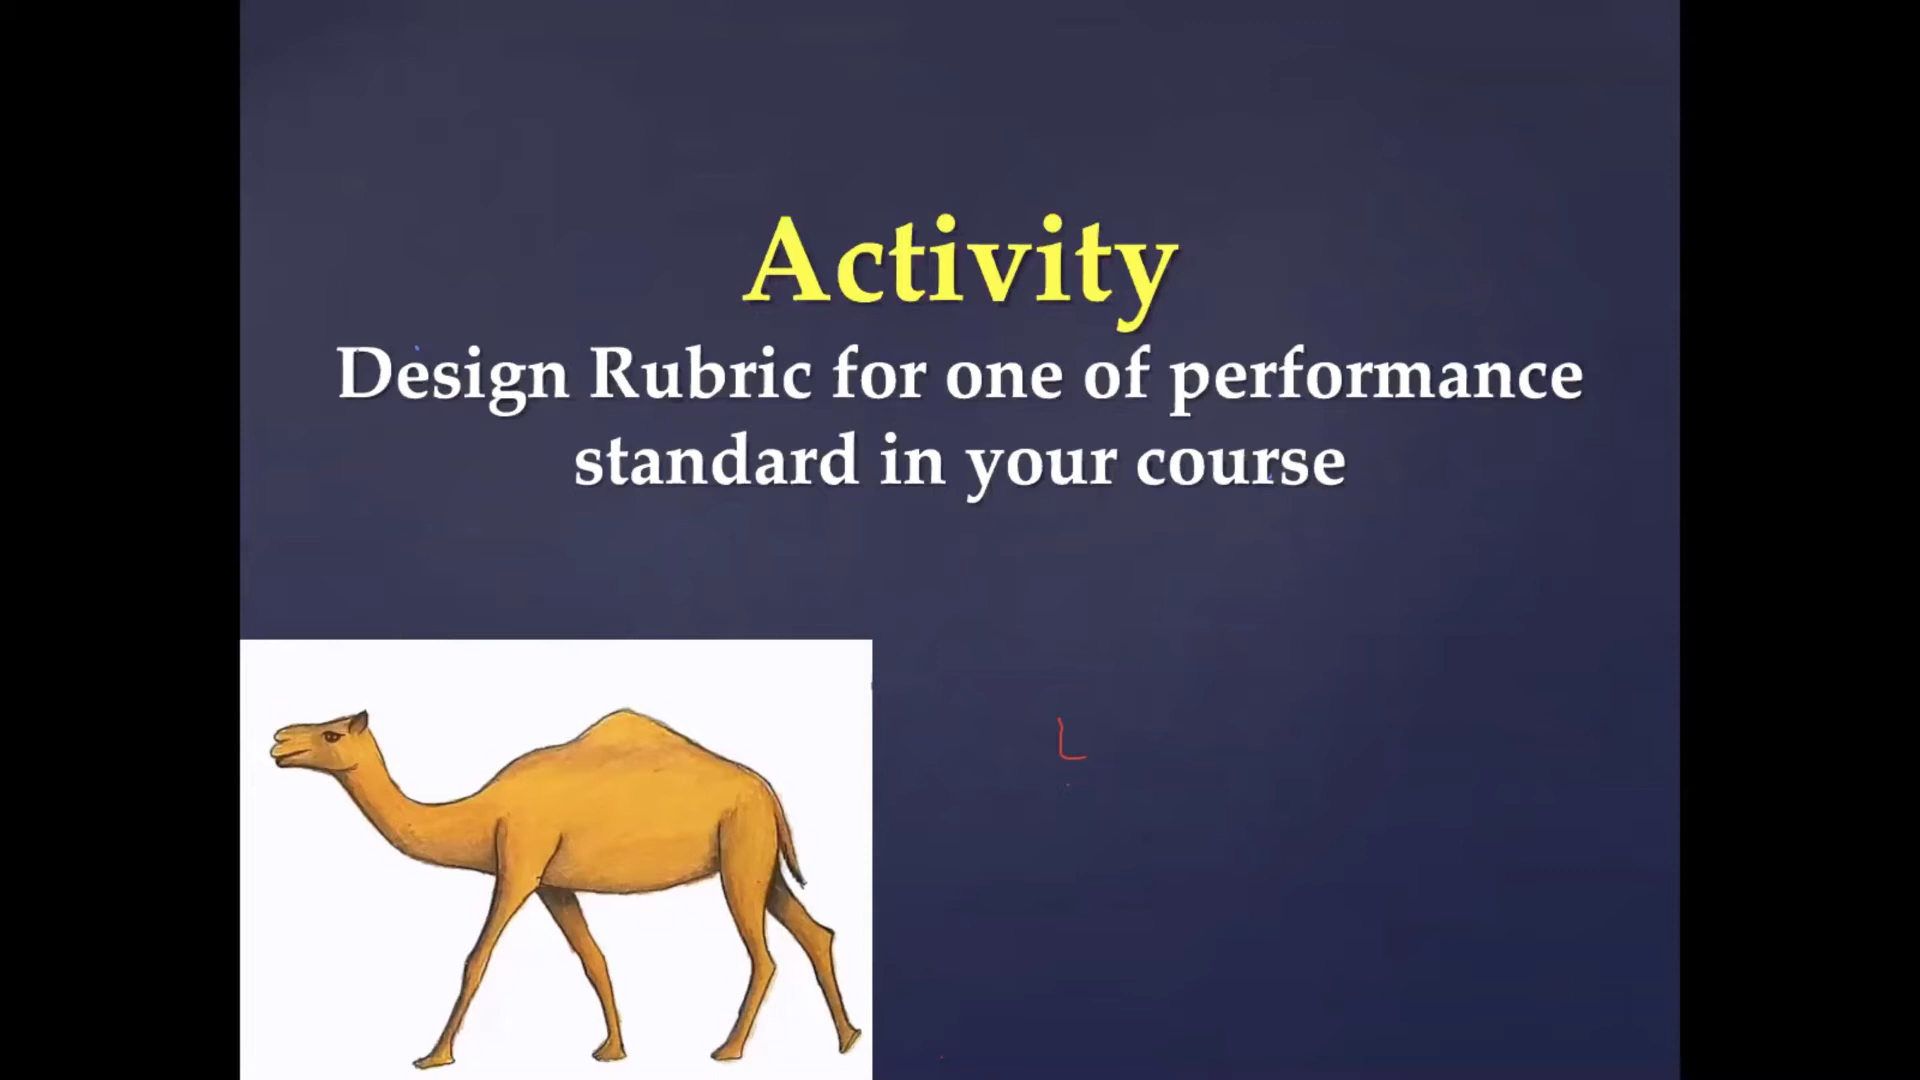 Activity
Design Rubric for one of performance
standard in your course